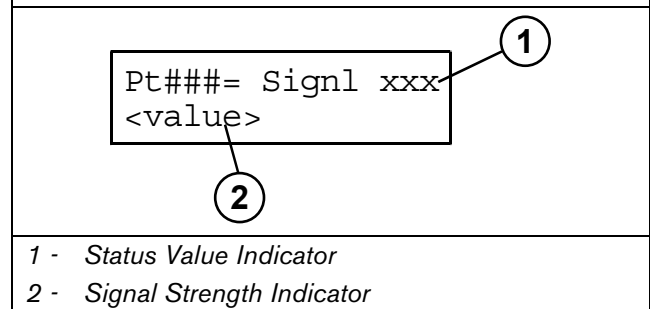 1
Pt###= Signl xxx
<value>
2
1 - Status Value Indicator
2 - Signal Strength Indicator